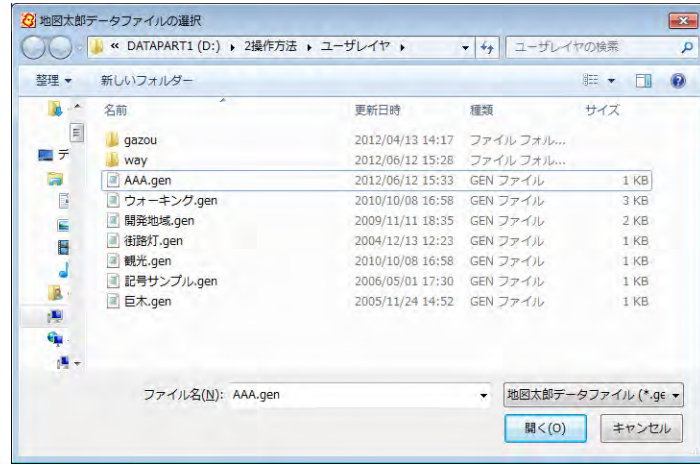 地図太郎データファイルの選択
« DATAPART1 (D:) ▸ 2操作方法 ▸ ユーザレイヤ ▸
ユーザレイヤの検索
整理 ▼ 新しいフォルダー
名前 更新日時 種類 サイズ
gazou 2012/04/13 14:17 ファイル フォル...
way 2012/06/12 15:28 ファイル フォル...
AAA.gen 2012/06/12 15:33 GEN ファイル 1 KB
ウォーキング.gen 2010/10/08 16:58 GEN ファイル 3 KB
開発地域.gen 2009/11/11 18:35 GEN ファイル 2 KB
街路灯.gen 2004/12/13 12:23 GEN ファイル 1 KB
観光.gen 2010/10/08 16:58 GEN ファイル 1 KB
記号サンプル.gen 2006/05/01 17:30 GEN ファイル 1 KB
巨木.gen 2005/11/24 14:52 GEN ファイル 1 KB
デ
ファイル名(N): AAA.gen
地図太郎データファイル (*.ge
開く(O) キャンセル